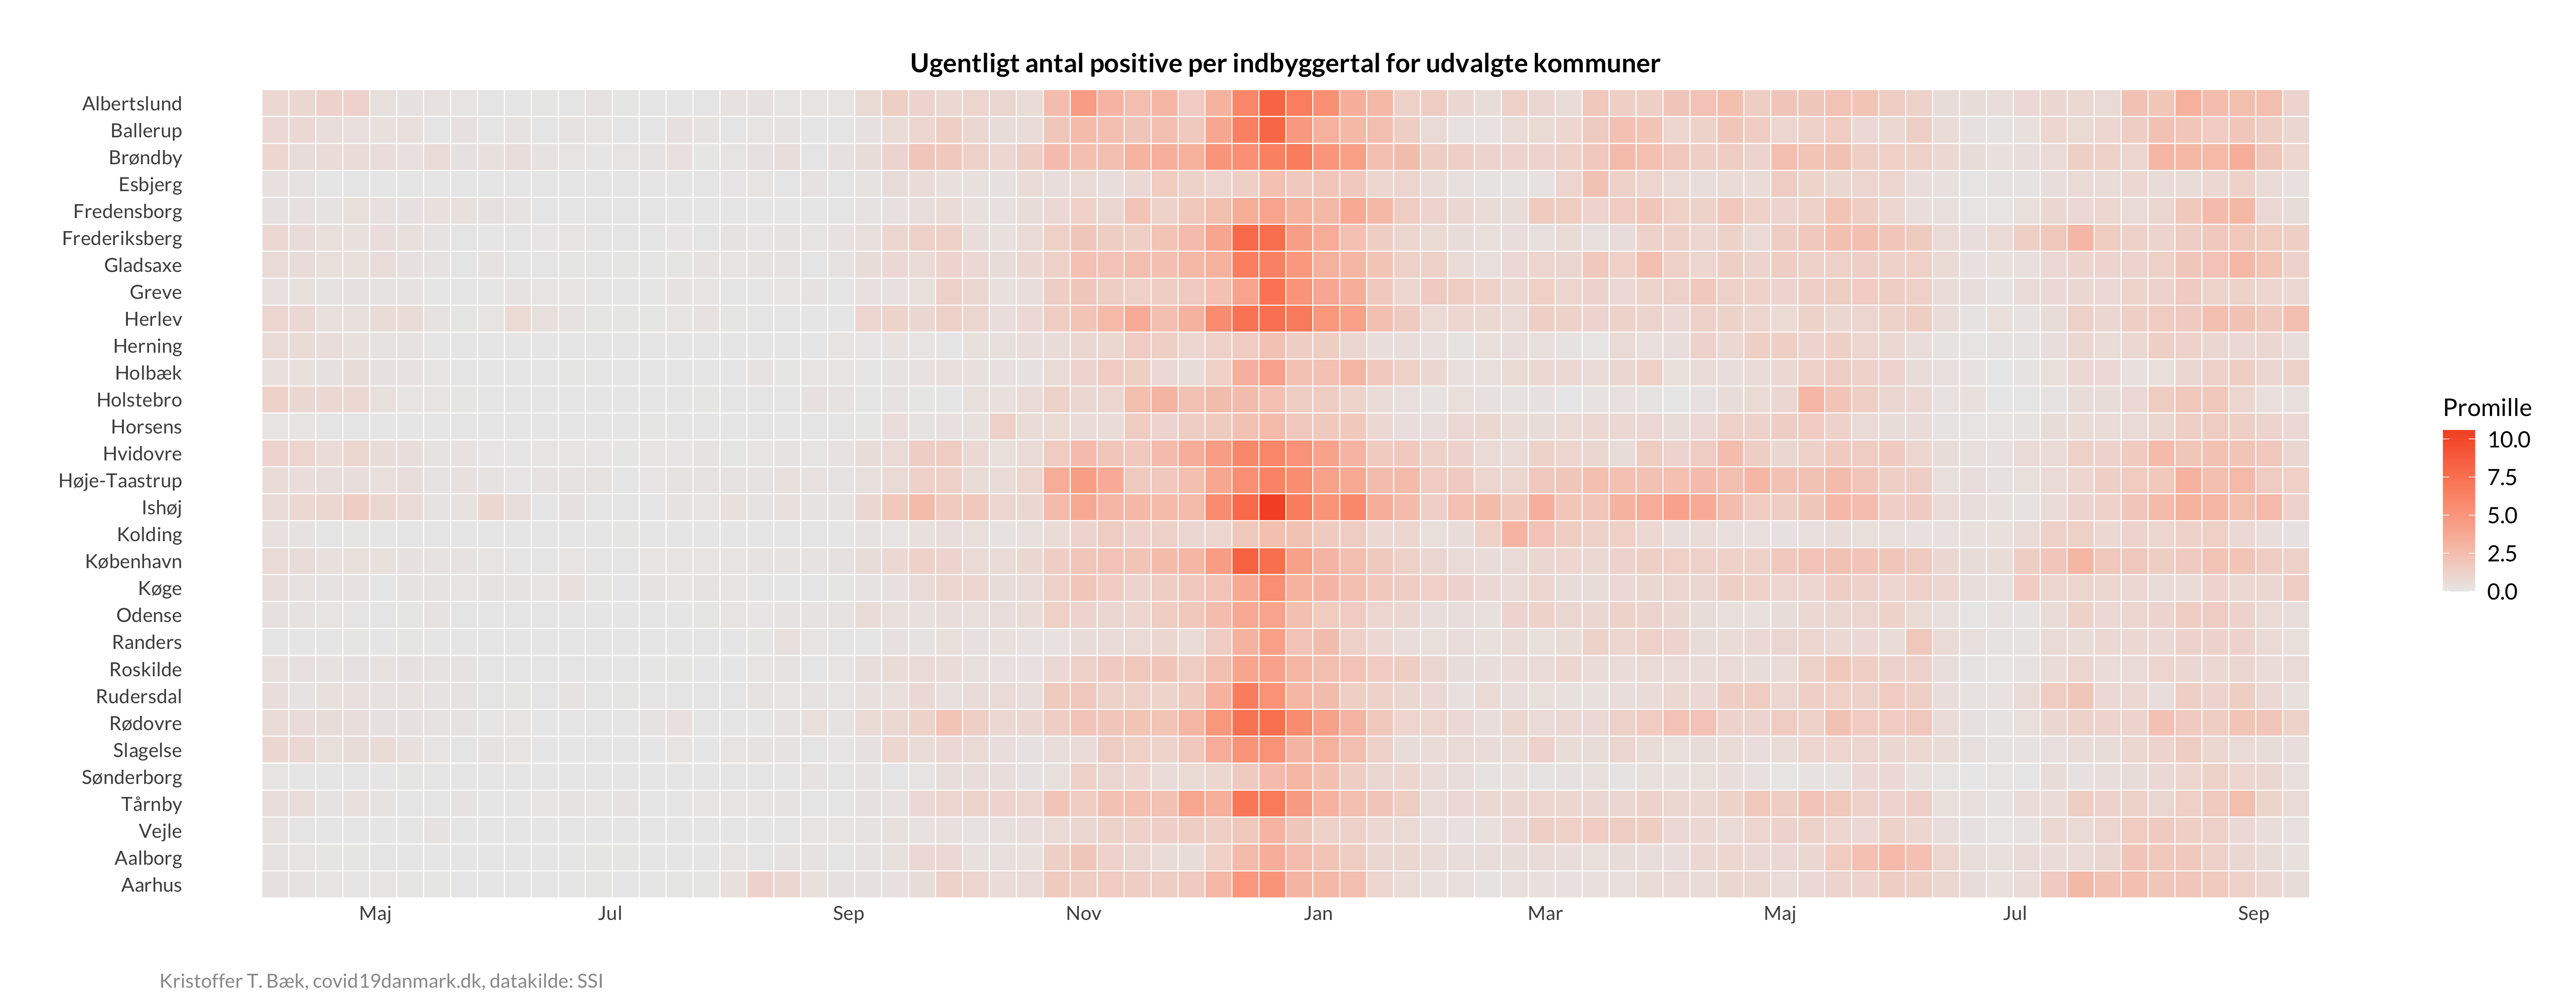 Ugentligt antal positive per indbyggertal for udvalgte kommuner
Albertslund
Ballerup
Brøndby
Esbjerg
Fredensborg
Frederiksberg
Gladsaxe
Greve
Herlev
Herning
Holbæk
Holstebro
Horsens
Hvidovre
Høje-Taastrup
Ishøj
Kolding
København
Køge
Odense
Randers
Roskilde
Rudersdal
Rødovre
Slagelse
Sønderborg
Tårnby
Vejle
Aalborg
Aarhus
Maj Jul Sep Nov Jan Mar Maj Jul Sep
Promille
10.0
7.5
5.0
2.5
0.0
Kristoffer T. Bæk, covid19danmark.dk, datakilde: SSI